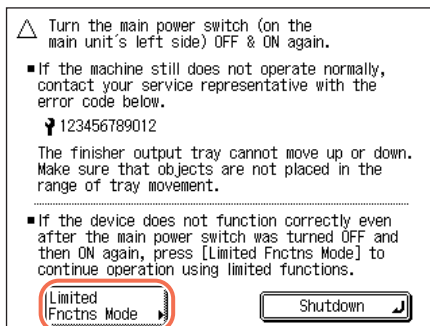 Turn the main power switch (on the
main unit's left side) OFF & ON again.
■If the machine still does not operate normally,
contact your service representative with the
error code below.
123456789012
The finisher output tray cannot move up or down.
Make sure that objects are not placed in the
range of tray movement.
■If the device does not function correctly even
after the main power switch was turned OFF and
then ON again, press [Limited Fnctns Mode] to
continue operation using limited functions.
Limited
Fnctns Mode
Shutdown